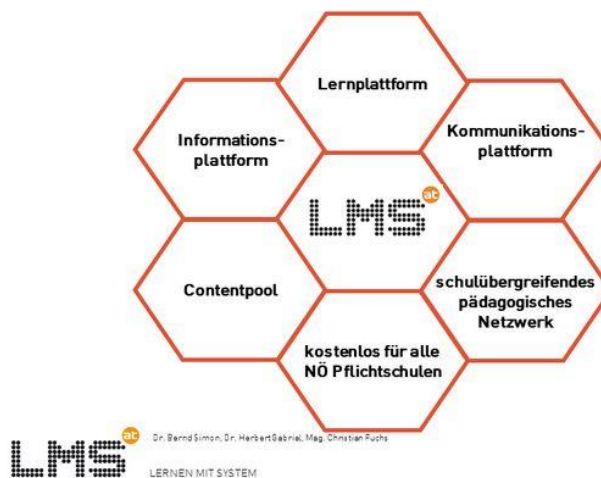 Lernplattform
Informations-
plattform
Kommunikations-
plattform
LMS at
Contentpool
schulübergreifendes
pädagogisches
Netzwerk
kostenlos für alle
NÖ Pflichtschulen
LMS at
Dr. Bernd Simon, Dr. Herbert Gabriel, Mag. Christian Fuchs
LERNEN MIT SYSTEM